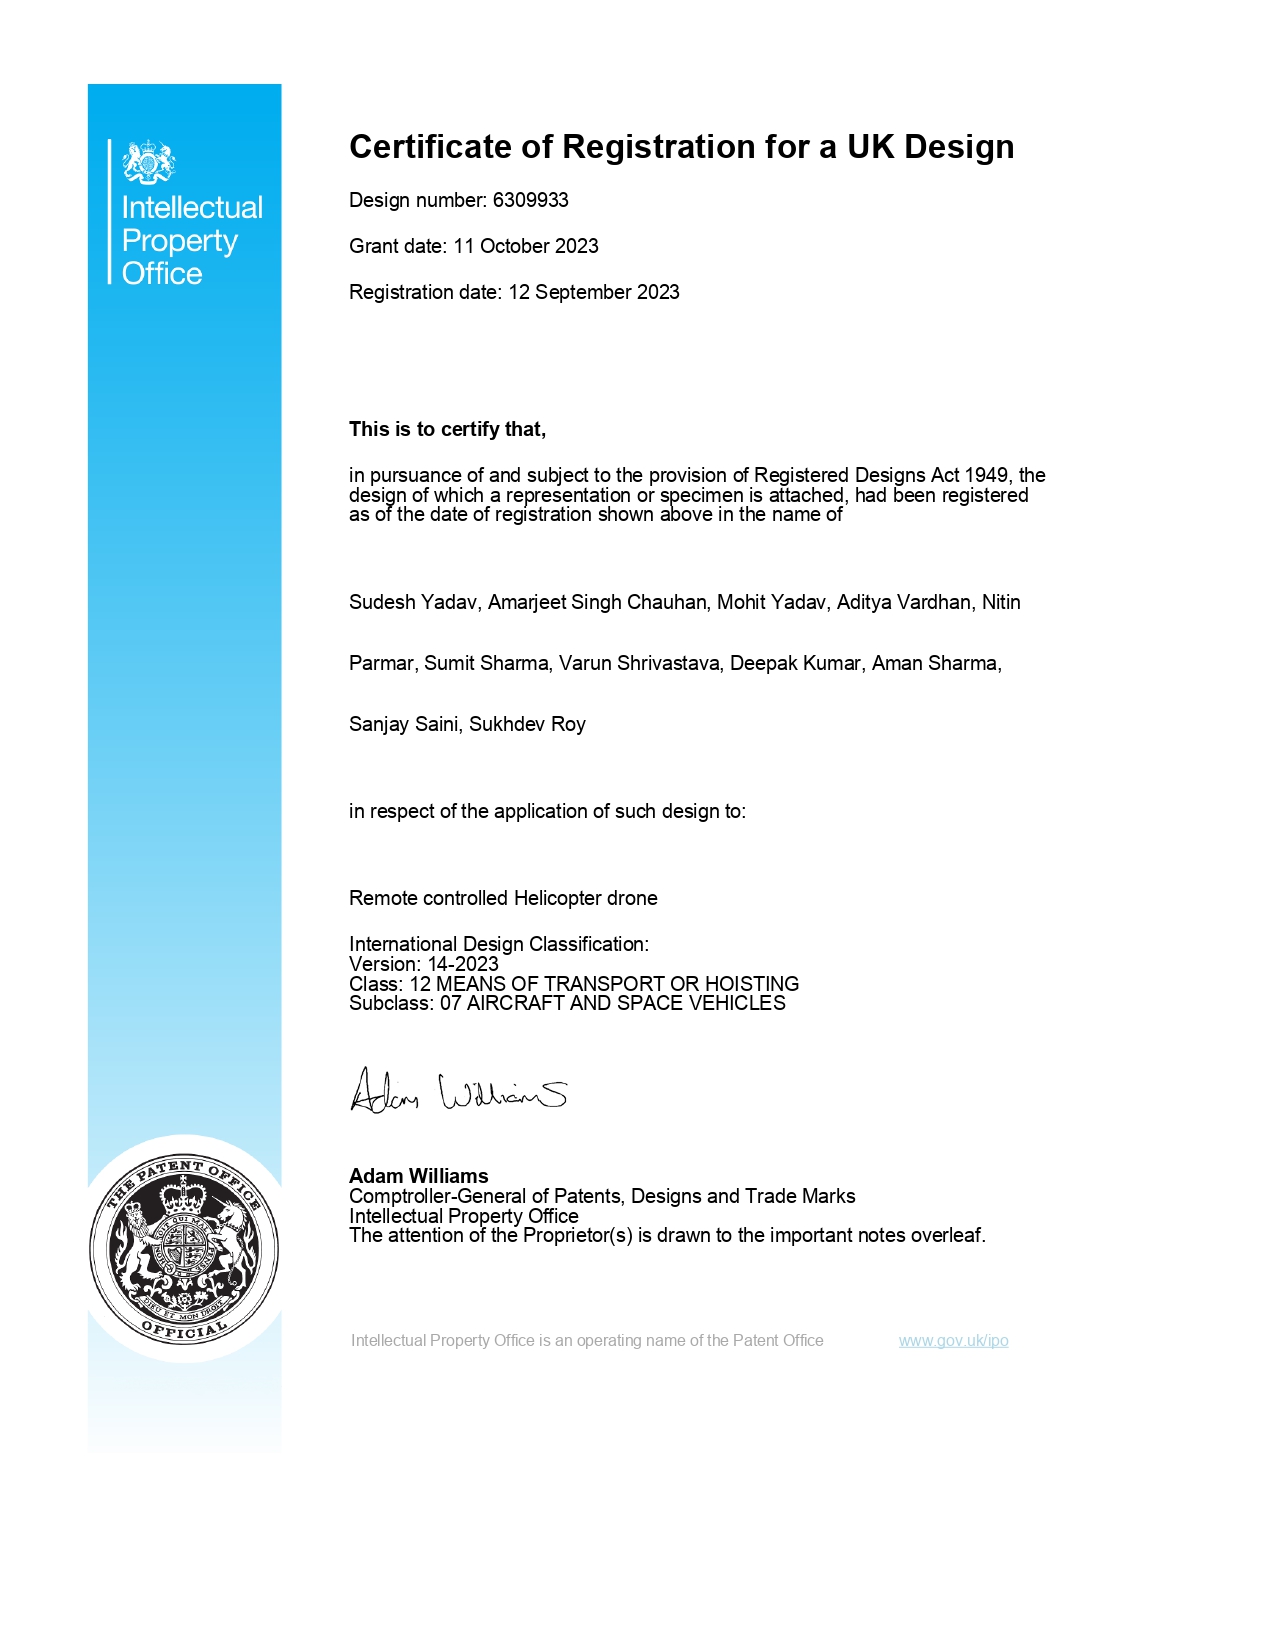 Intellectual
Property
Office
Certificate of Registration for a UK Design
Design number: 6309933
Grant date: 11 October 2023
Registration date: 12 September 2023
This is to certify that,
in pursuance of and subject to the provision of Registered Designs Act 1949, the
design of which a representation or specimen is attached, had been registered
as of the date of registration shown above in the name of
Sudesh Yadav, Amarjeet Singh Chauhan, Mohit Yadav, Aditya Vardhan, Nitin
Parmar, Sumit Sharma, Varun Shrivastava, Deepak Kumar, Aman Sharma,
Sanjay Saini, Sukhdev Roy
in respect of the application of such design to:
Remote controlled Helicopter drone
International Design Classification:
Version: 14-2023
Class: 12 MEANS OF TRANSPORT OR HOISTING
Subclass: 07 AIRCRAFT AND SPACE VEHICLES
Adam Williams
Adam Williams
Comptroller-General of Patents, Designs and Trade Marks
Intellectual Property Office
The attention of the Proprietor(s) is drawn to the important notes overleaf.
THE PATENT OFFICE
DIEU ET MON DROIT
OFFICIAL
Intellectual Property Office is an operating name of the Patent Office
www.gov.uk/ipo